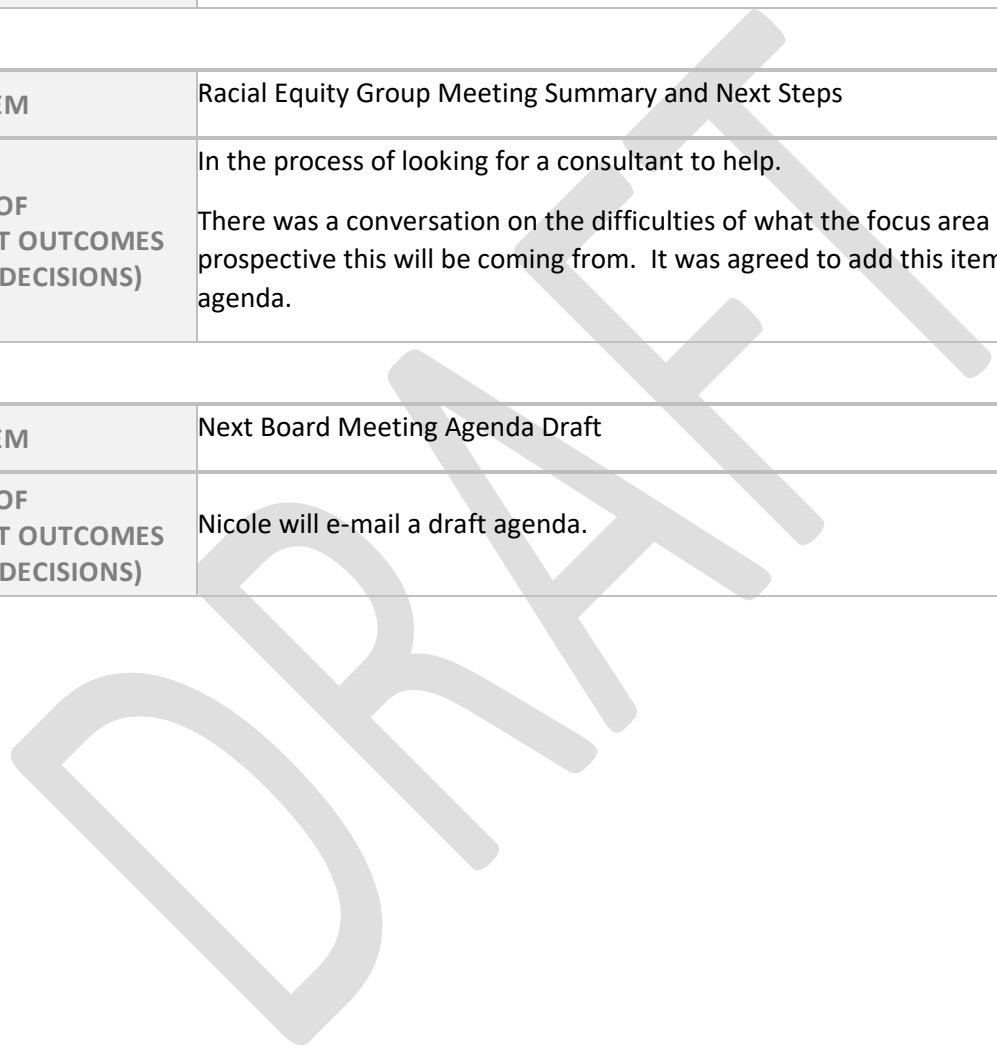 EM
Racial Equity Group Meeting Summary and Next Steps
OF
T OUTCOMES
DECISIONS)
In the process of looking for a consultant to help.
There was a conversation on the difficulties of what the focus area
prospective this will be coming from.  It was agreed to add this item
agenda.
EM
Next Board Meeting Agenda Draft
OF
T OUTCOMES
DECISIONS)
Nicole will e-mail a draft agenda.
DRAFT